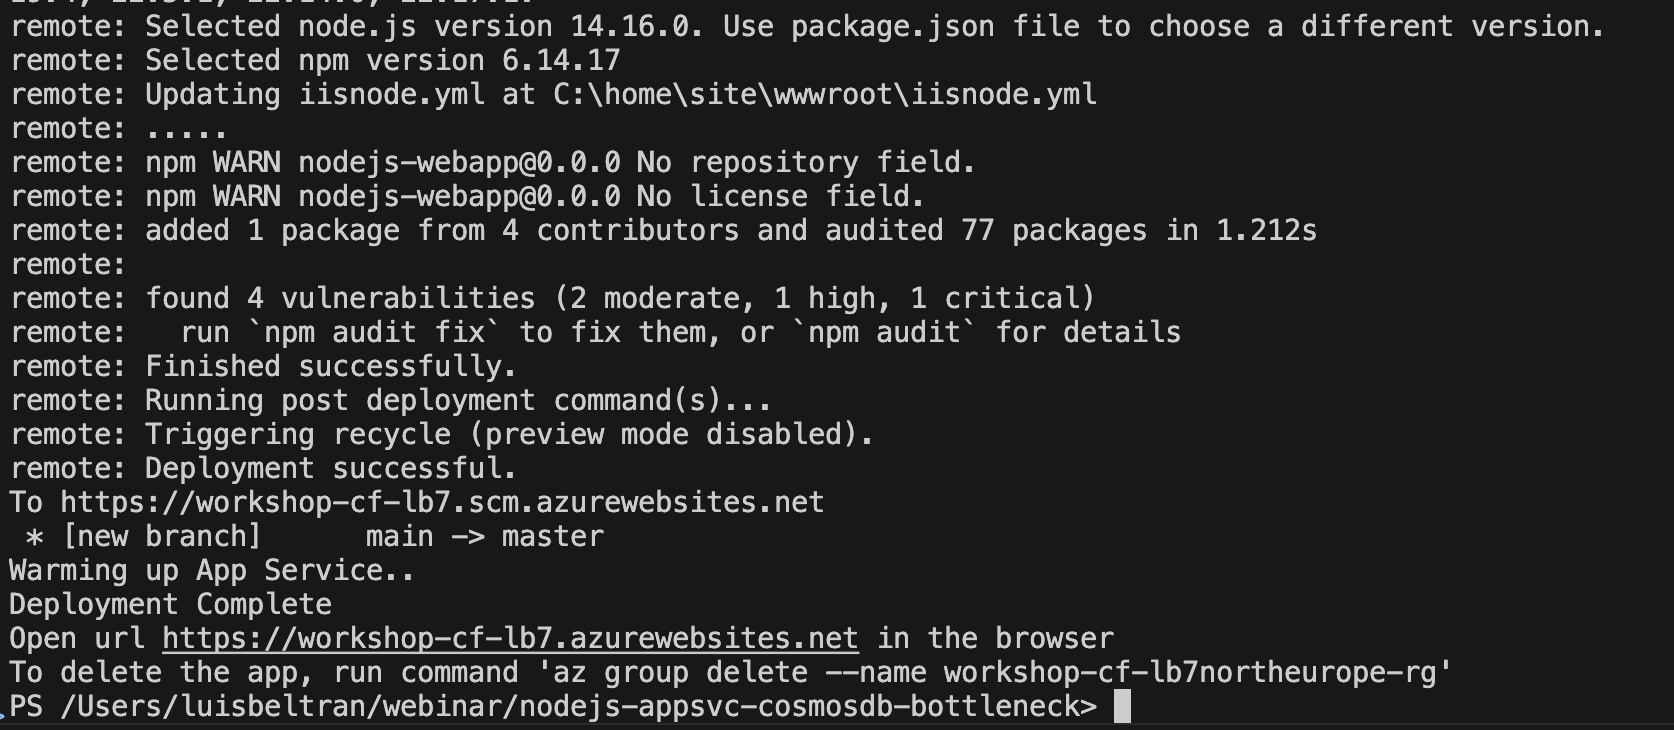 remote: Selected node.js version 14.16.0. Use package.json file to choose a different version.
remote: Selected npm version 6.14.17
remote: Updating iisnode.yml at C:\home\site\wwwroot\iisnode.yml
remote: .....
remote: npm WARN nodejs-webapp@0.0.0 No repository field.
remote: npm WARN nodejs-webapp@0.0.0 No license field.
remote: added 1 package from 4 contributors and audited 77 packages in 1.212s
remote:
remote: found 4 vulnerabilities (2 moderate, 1 high, 1 critical)
remote:   run `npm audit fix` to fix them, or `npm audit` for details
remote: Finished successfully.
remote: Running post deployment command(s)...
remote: Triggering recycle (preview mode disabled).
remote: Deployment successful.
To https://workshop-cf-lb7.scm.azurewebsites.net
 * [new branch]      main -> master
Warming up App Service..
Deployment Complete
Open url https://workshop-cf-lb7.azurewebsites.net in the browser
To delete the app, run command 'az group delete --name workshop-cf-lb7northeurope-rg'
PS /Users/luisbeltran/webinar/nodejs-appsvc-cosmosdb-bottleneck>